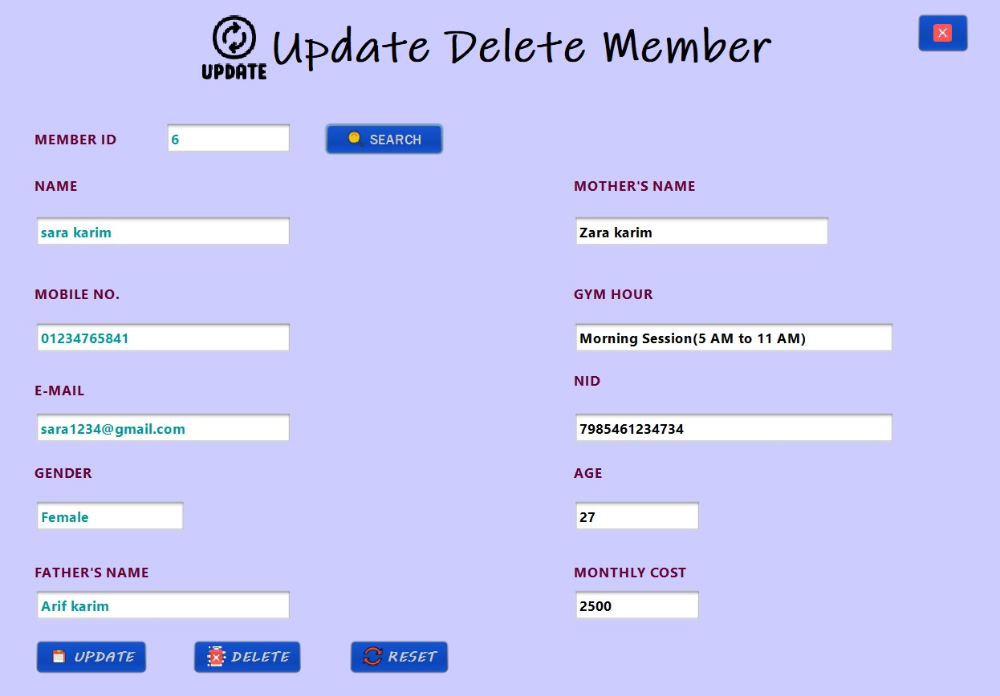 UPDATE
Update Delete Member
MEMBER ID 6 SEARCH
NAME MOTHER'S NAME
sara karim Zara karim
MOBILE NO. GYM HOUR
01234765841 Morning Session(5 AM to 11 AM)
E-MAIL NID
sara1234@gmail.com 7985461234734
GENDER AGE
Female 27
FATHER'S NAME MONTHLY COST
Arif karim 2500
UPDATE DELETE RESET